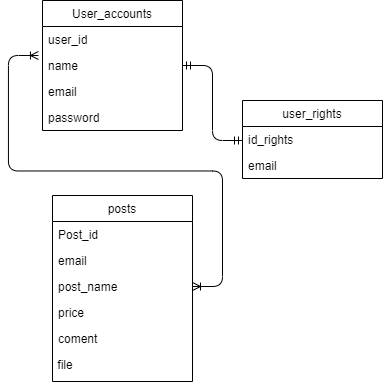 User_accounts
user_id
name
email
password
user_rights
id_rights
email
posts
Post_id
email
post_name
price
coment
file